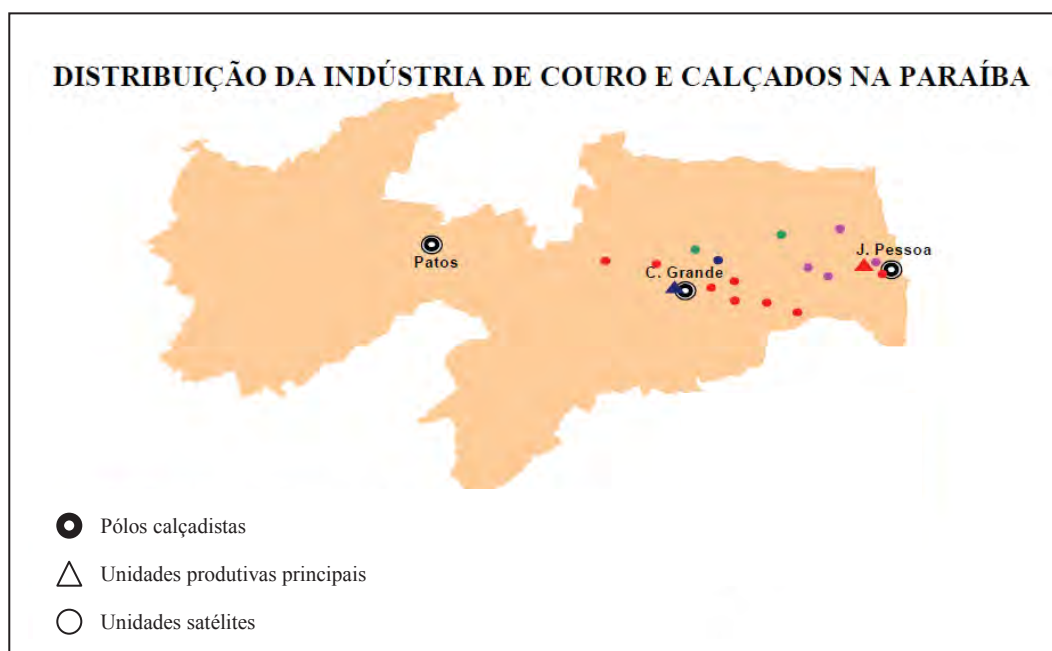 DISTRIBUIÇÃO DA INDÚSTRIA DE COURO E CALÇADOS NA PARAÍBA
J. Pessoa
Patos
C. Grande
Pólos calçadistas
Unidades produtivas principais
Unidades satélites